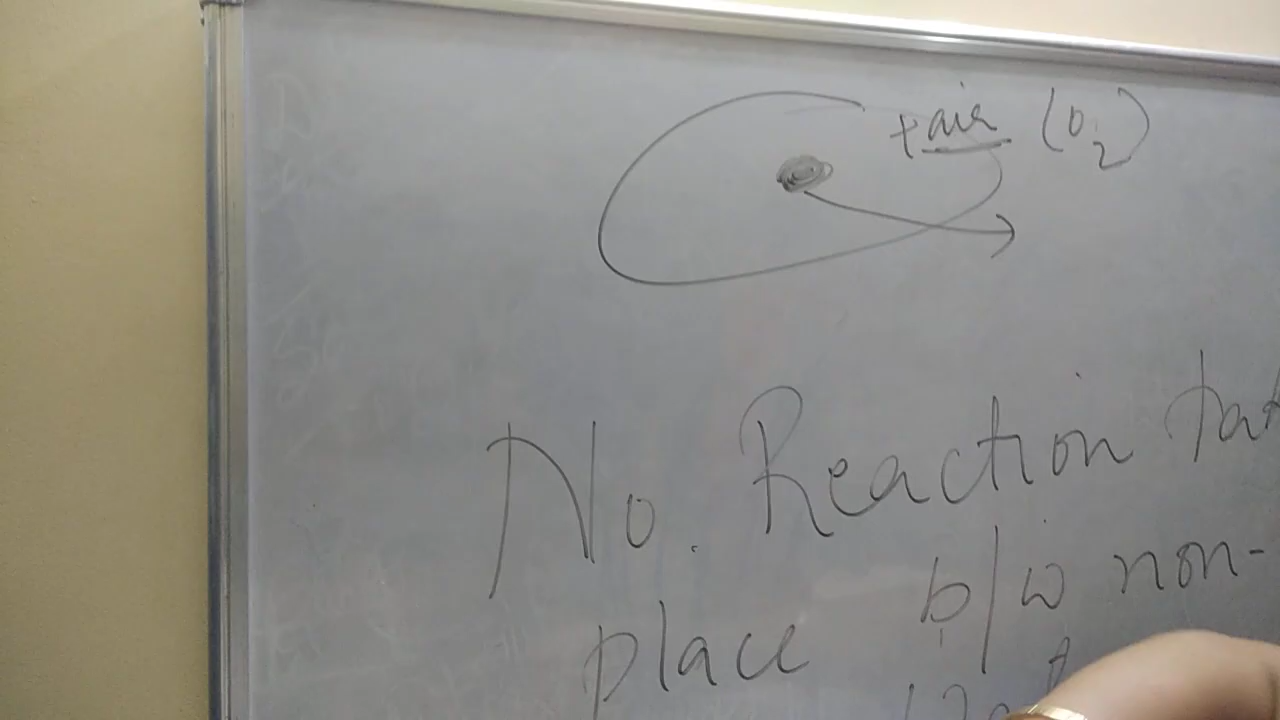 + air (O2)
No. Reaction
place b/w non-